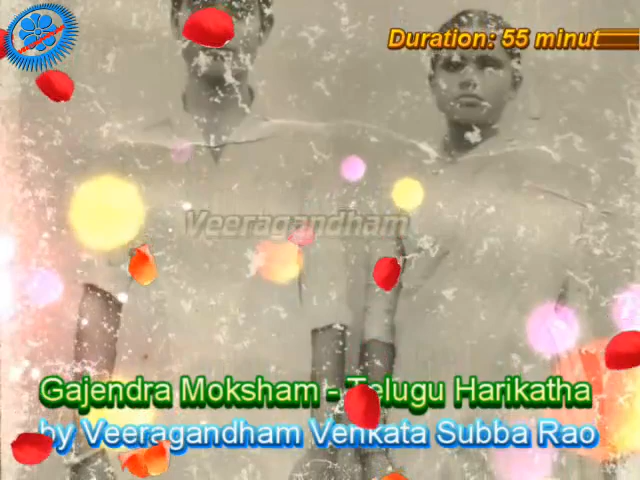 Duration: 55 minut
Veeragandham
Gajendra Moksham - Telugu Harikatha
by Veeragandham Venkata Subba Rao